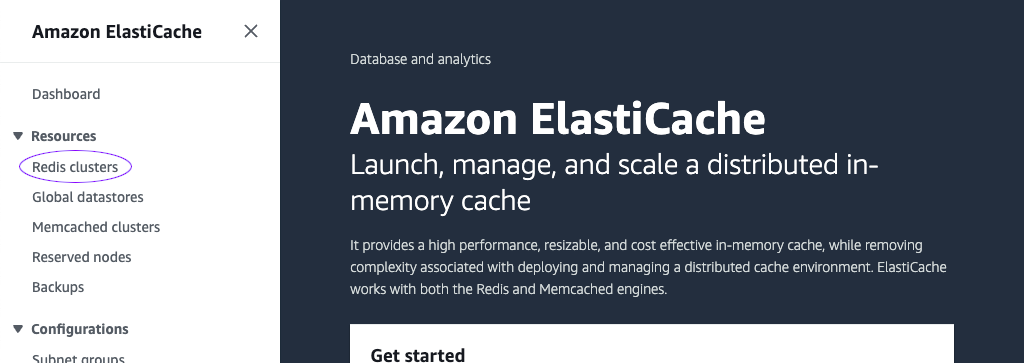 Amazon ElastiCache
Dashboard
Resources
Redis clusters
Global datastores
Memcached clusters
Reserved nodes
Backups
Configurations
Subnet groups
Database and analytics
Amazon ElastiCache
Launch, manage, and scale a distributed in-
memory cache
It provides a high performance, resizable, and cost effective in-memory cache, while removing
complexity associated with deploying and managing a distributed cache environment. ElastiCache
works with both the Redis and Memcached engines.
Get started